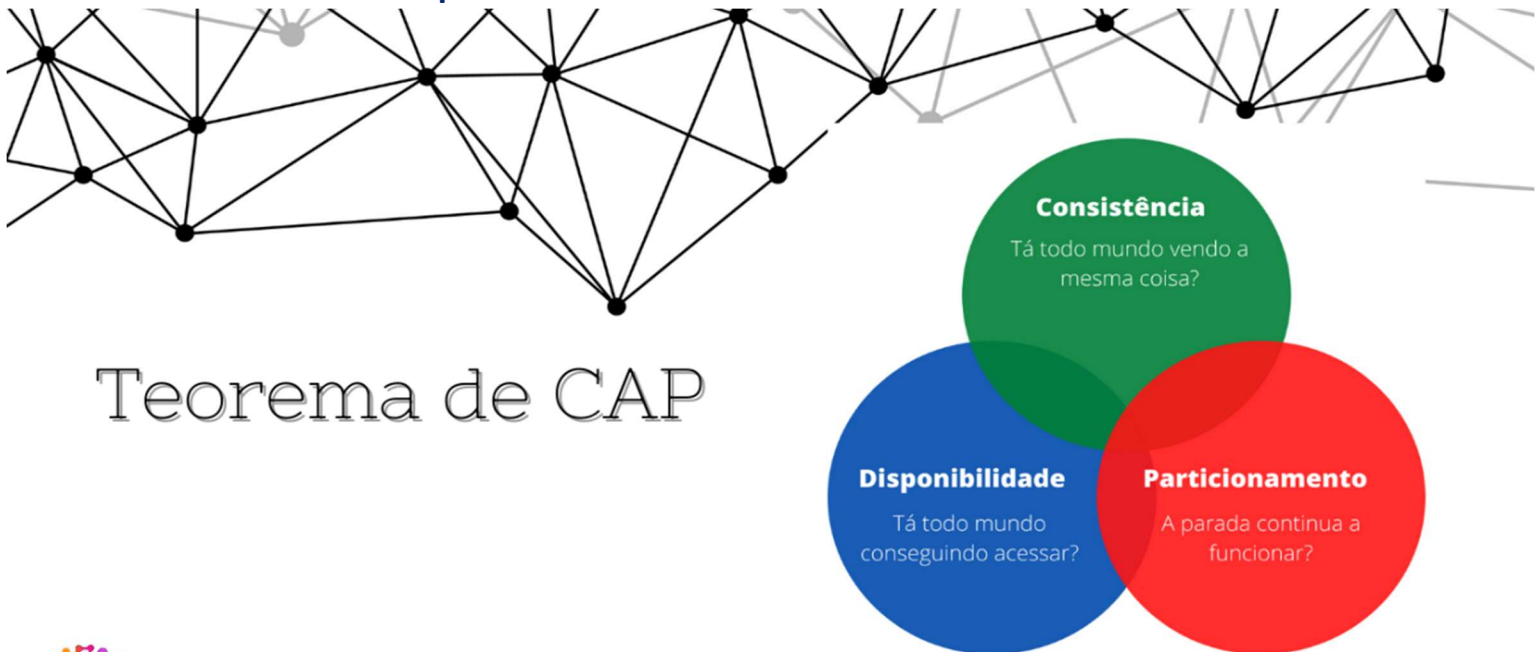 Teorema de CAP
Consistência
Tá todo mundo vendo a
mesma coisa?
Disponibilidade
Tá todo mundo
conseguindo acessar?
Particionamento
A parada continua a
funcionar?